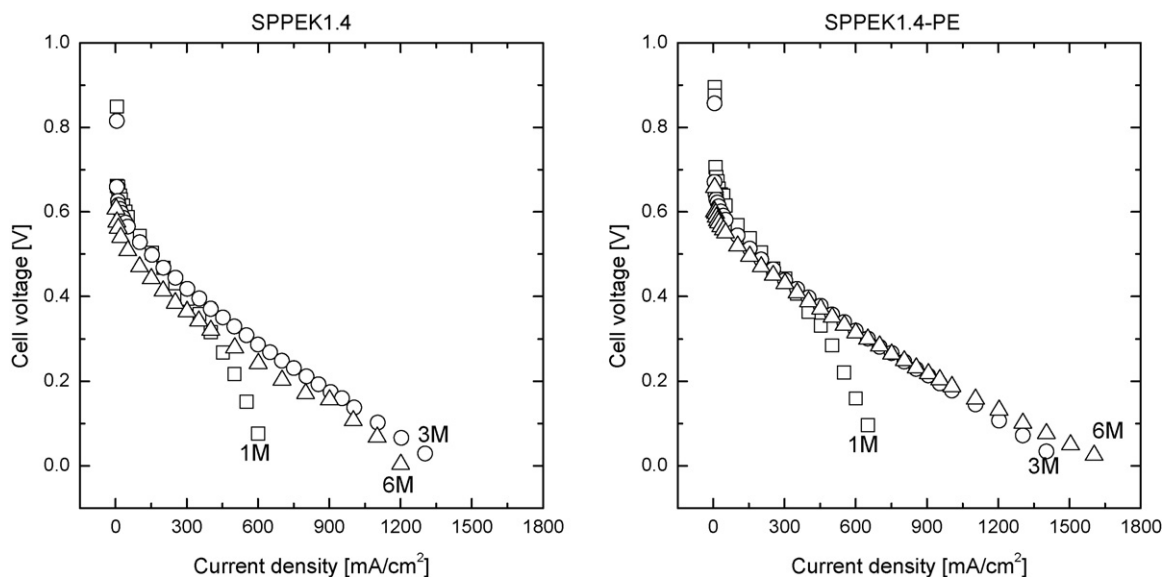 SPPEK1.4
1.0
0.8
0.6
0.4
0.2
0.0
Cell voltage [V]
1M
3M
6M
0 300 600 900 1200 1500 1800
Current density [mA/cm²]
SPPEK1.4-PE
1.0
0.8
0.6
0.4
0.2
0.0
Cell voltage [V]
1M
6M
3M
0 300 600 900 1200 1500 1800
Current density [mA/cm²]